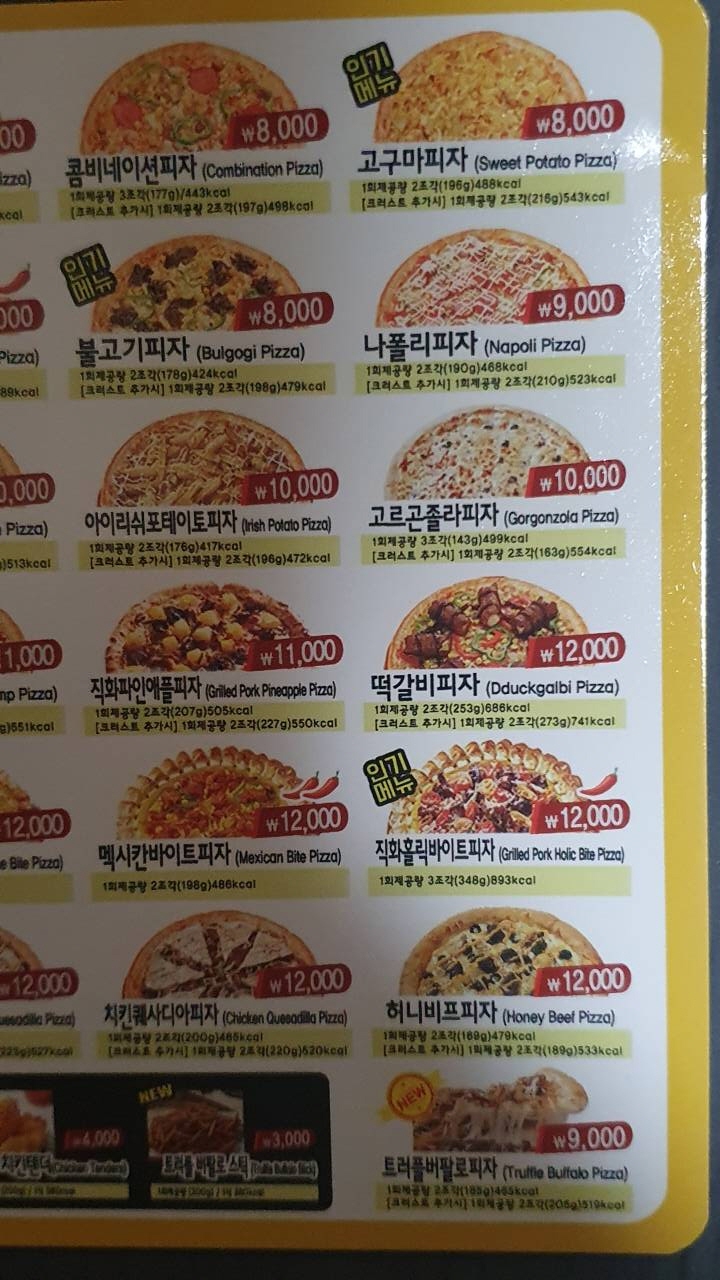 00
₩8,000
인기
메뉴
₩8,000
izza)
콤비네이션피자 (Combination Pizza)
고구마피자 (Sweet Potato Pizza)
kcal
1회제공량 3조각(177g)/443kcal
[크러스트 추가시] 1회제공량 2조각(197g)498kcal
1회제공량 2조각(196g)488kcal
[크러스트 추가시] 1회제공량 2조각(216g)543kcal
000
인기
메뉴
₩8,000
₩9,000
Pizza)
불고기피자 (Bulgogi Pizza)
나폴리피자 (Napoli Pizza)
89kcal
1회제공량 2조각(178g)424kcal
[크러스트 추가시] 1회제공량 2조각(198g)479kcal
1회제공량 2조각(190g)468kcal
[크러스트 추가시] 1회제공량 2조각(210g)523kcal
0,000
₩10,000
₩10,000
Pizza)
아이리쉬포테이토피자 (Irish Potato Pizza)
고르곤졸라피자 (Gorgonzola Pizza)
)513kcal
1회제공량 2조각(176g)417kcal
[크러스트 추가시] 1회제공량 2조각(196g)472kcal
1회제공량 3조각(143g)499kcal
[크러스트 추가시] 1회제공량 2조각(163g)554kcal
1,000
₩11,000
₩12,000
mp Pizza)
직화파인애플피자 (Grilled Pork Pineapple Pizza)
떡갈비피자 (Dduckgalbi Pizza)
g)551kcal
1회제공량 2조각(207g)505kcal
[크러스트 추가시] 1회제공량 2조각(227g)550kcal
1회제공량 2조각(253g)686kcal
[크러스트 추가시] 1회제공량 2조각(273g)741kcal
12,000
₩12,000
인기
메뉴
₩12,000
e Bite Pizza)
멕시칸바이트피자 (Mexican Bite Pizza)
직화홀릭바이트피자 (Grilled Pork Holic Bite Pizza)
1회제공량 2조각(198g)486kcal
1회제공량 3조각(348g)893kcal
₩12,000
₩12,000
₩12,000
uesadilla Pizza)
치킨퀘사디아피자 (Chicken Quesadilla Pizza)
허니비프피자 (Honey Beef Pizza)
1회제공량 2조각(200g)465kcal
[크러스트 추가시] 1회제공량 2조각(220g)520kcal
1회제공량 2조각(169g)479kcal
[크러스트 추가시] 1회제공량 2조각(189g)533kcal
₩4,000
NEW
₩3,000
NEW
₩9,000
치킨텐더 (Chicken Tenders)
트러플 버팔로 스틱
트러플버팔로피자 (Truffle Buffalo Pizza)
1회제공량 2조각(185g)465kcal
[크러스트 추가시] 1회제공량 2조각(205g)519kcal